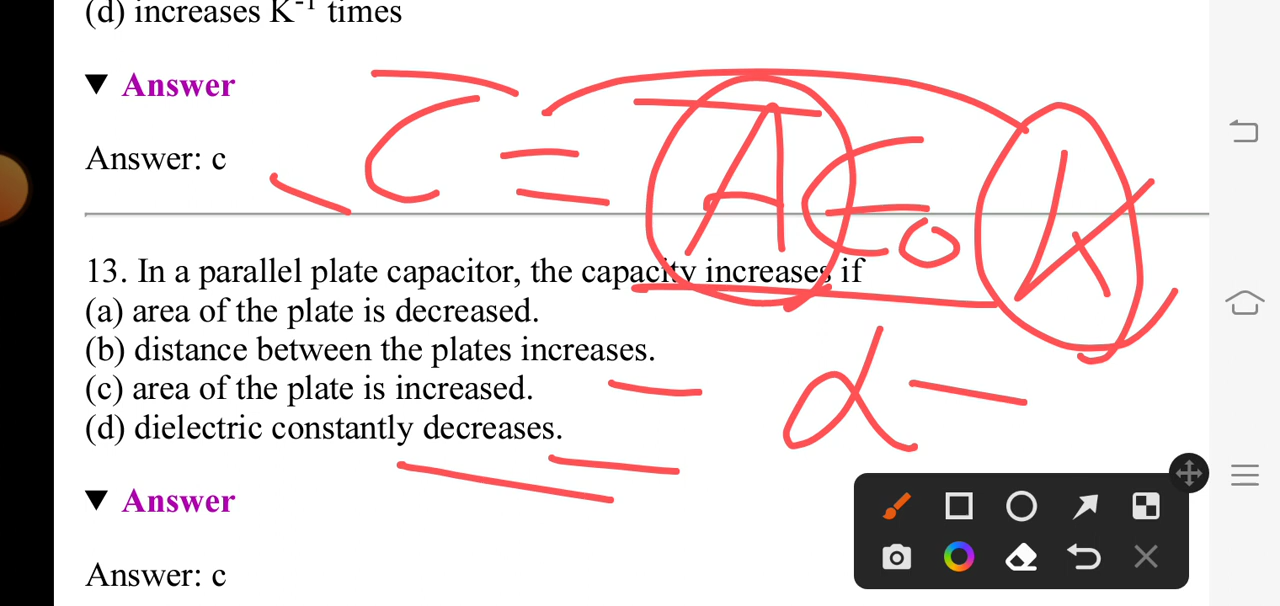 (d) increases K⁻¹ times
▼ Answer
Answer: c
C = A ϵ₀ K
d
13. In a parallel plate capacitor, the capacity increases if
(a) area of the plate is decreased.
(b) distance between the plates increases.
(c) area of the plate is increased.
(d) dielectric constantly decreases.
▼ Answer
Answer: c